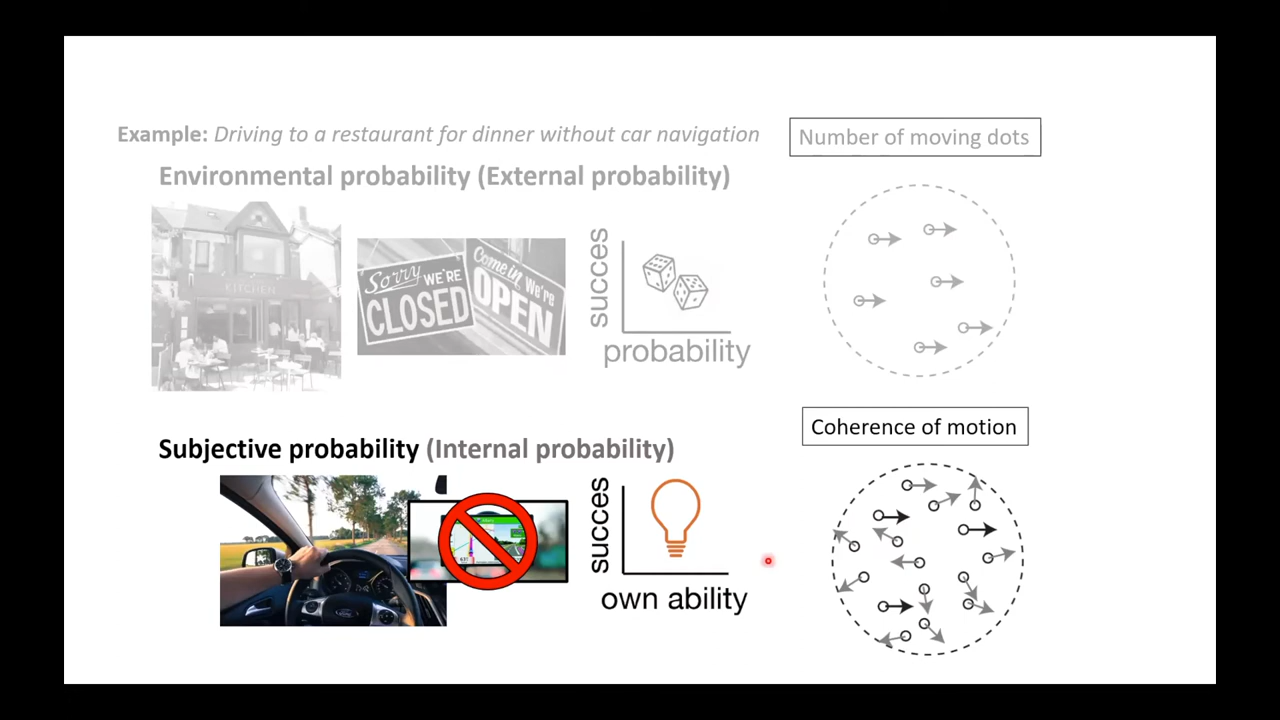 Example: Driving to a restaurant for dinner without car navigation
Number of moving dots
Environmental probability (External probability)
KITCHEN
Sorry WE'RE CLOSED
Come in, We're OPEN
succes
probability
Coherence of motion
Subjective probability (Internal probability)
succes
own ability